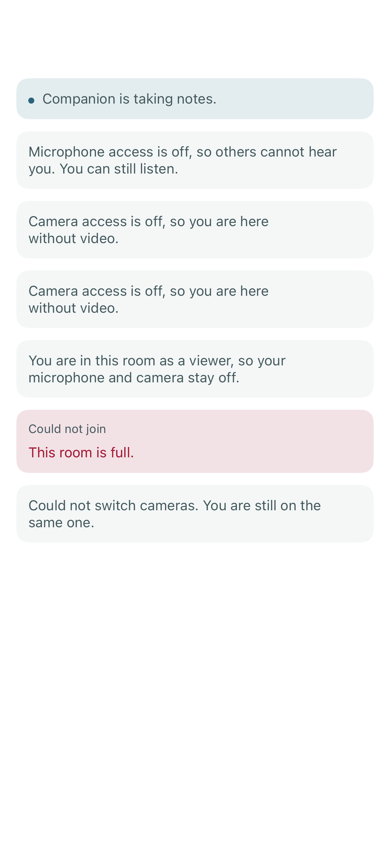 Companion is taking notes.
Microphone access is off, so others cannot hear
you. You can still listen.
Camera access is off, so you are here
without video.
Camera access is off, so you are here
without video.
You are in this room as a viewer, so your
microphone and camera stay off.
Could not join
This room is full.
Could not switch cameras. You are still on the
same one.